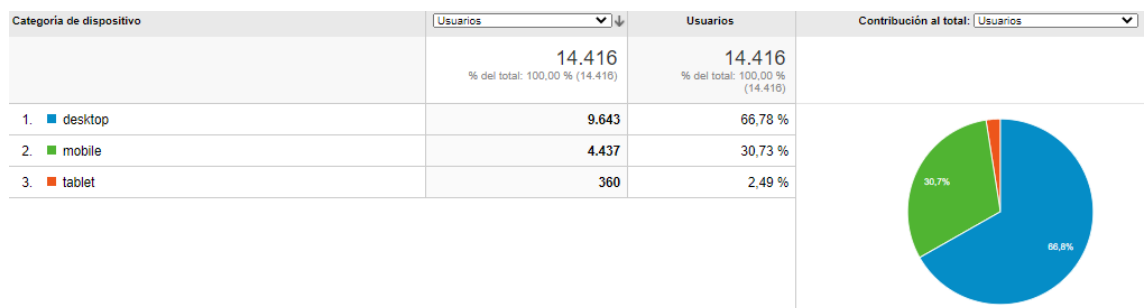 Categoría de dispositivo Usuarios Usuarios Contribución al total: Usuarios
14.416 14.416
% del total: 100,00 % (14.416) % del total: 100,00 %
(14.416)
1. desktop 9.643 66,78 %
2. mobile 4.437 30,73 %
3. tablet 360 2,49 %
30,7%
66,8%